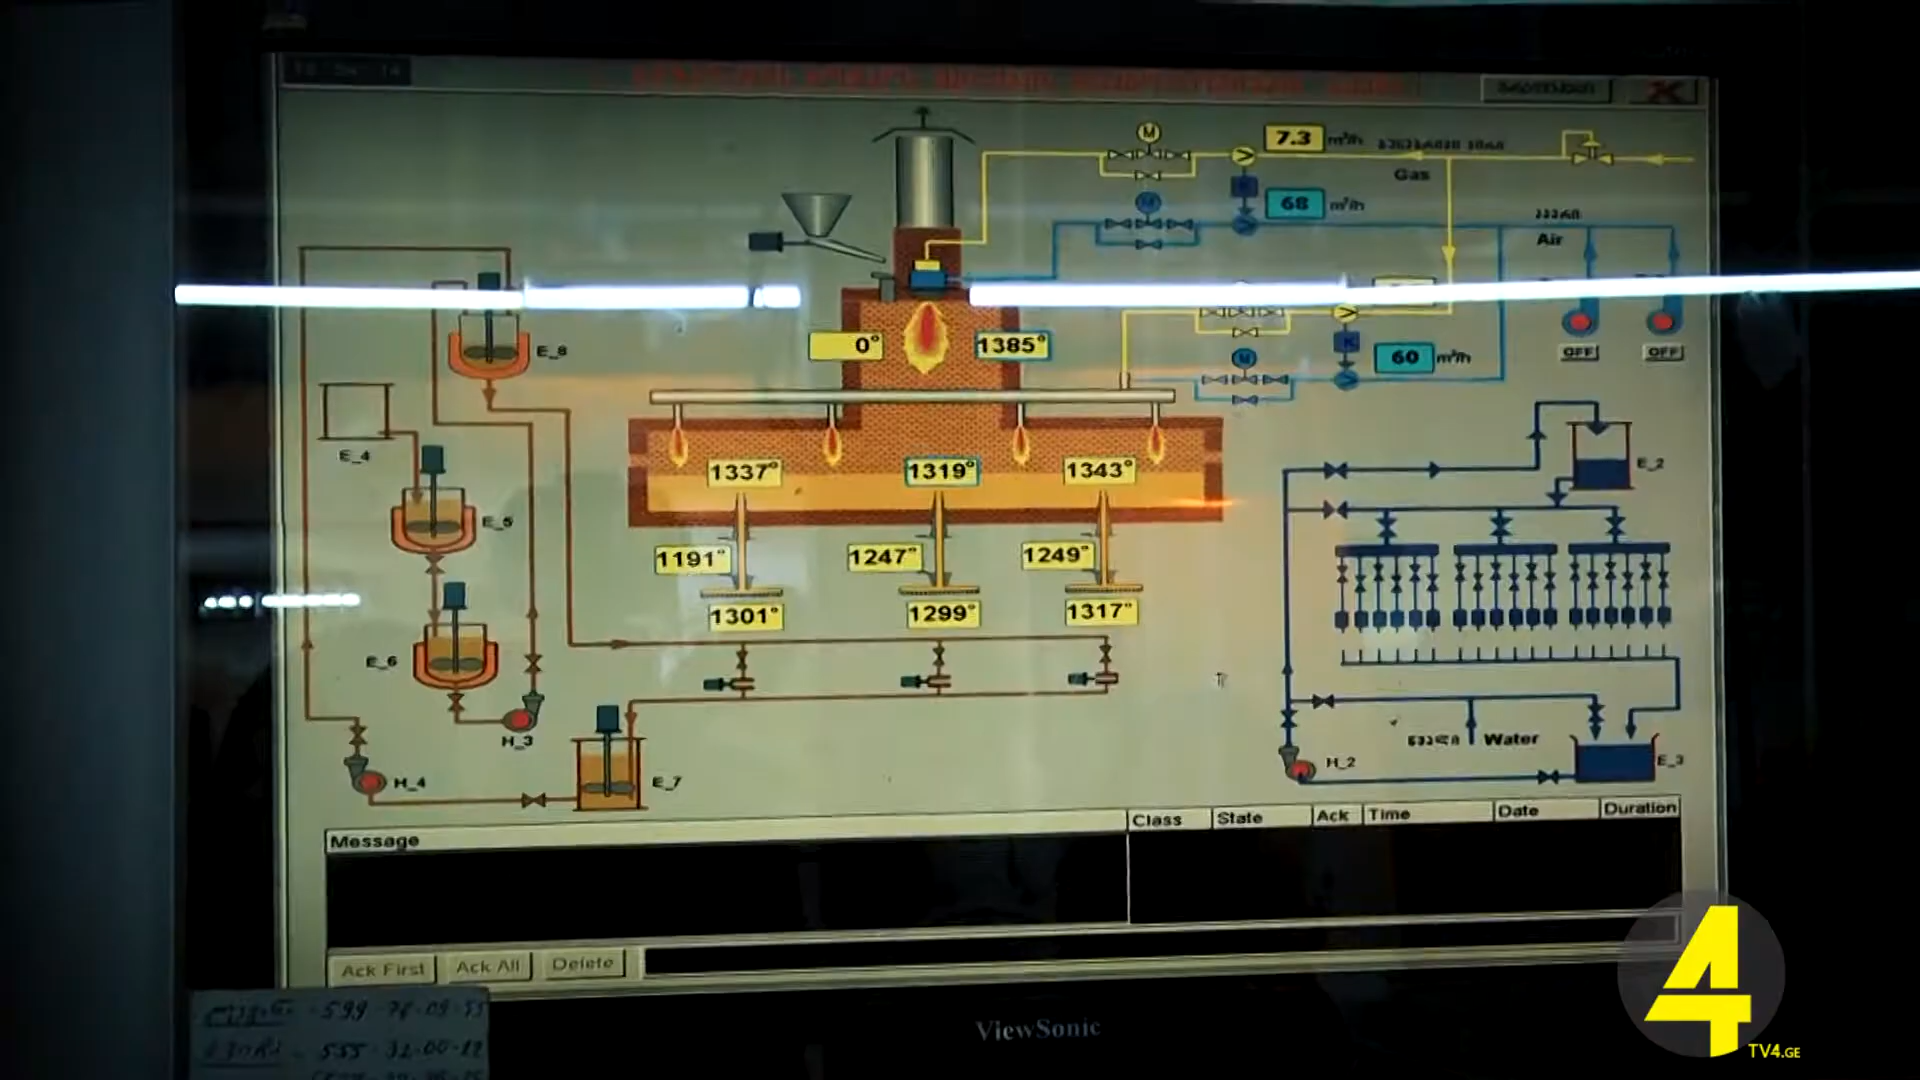 7.3 m³/h
Gas
68 m³/h
ჰაერი
Air
0°
1385°
60 m³/h
OFF
OFF
E_8
E_4
E_5
E_6
H_3
H_4
E_7
1337°
1319°
1343°
1191°
1247°
1249°
1301°
1299°
1317°
E_2
Water
H_2
E_3
Message Class State Ack Time Date Duration
Ack First Ack All Delete
ViewSonic
4
TV4.GE